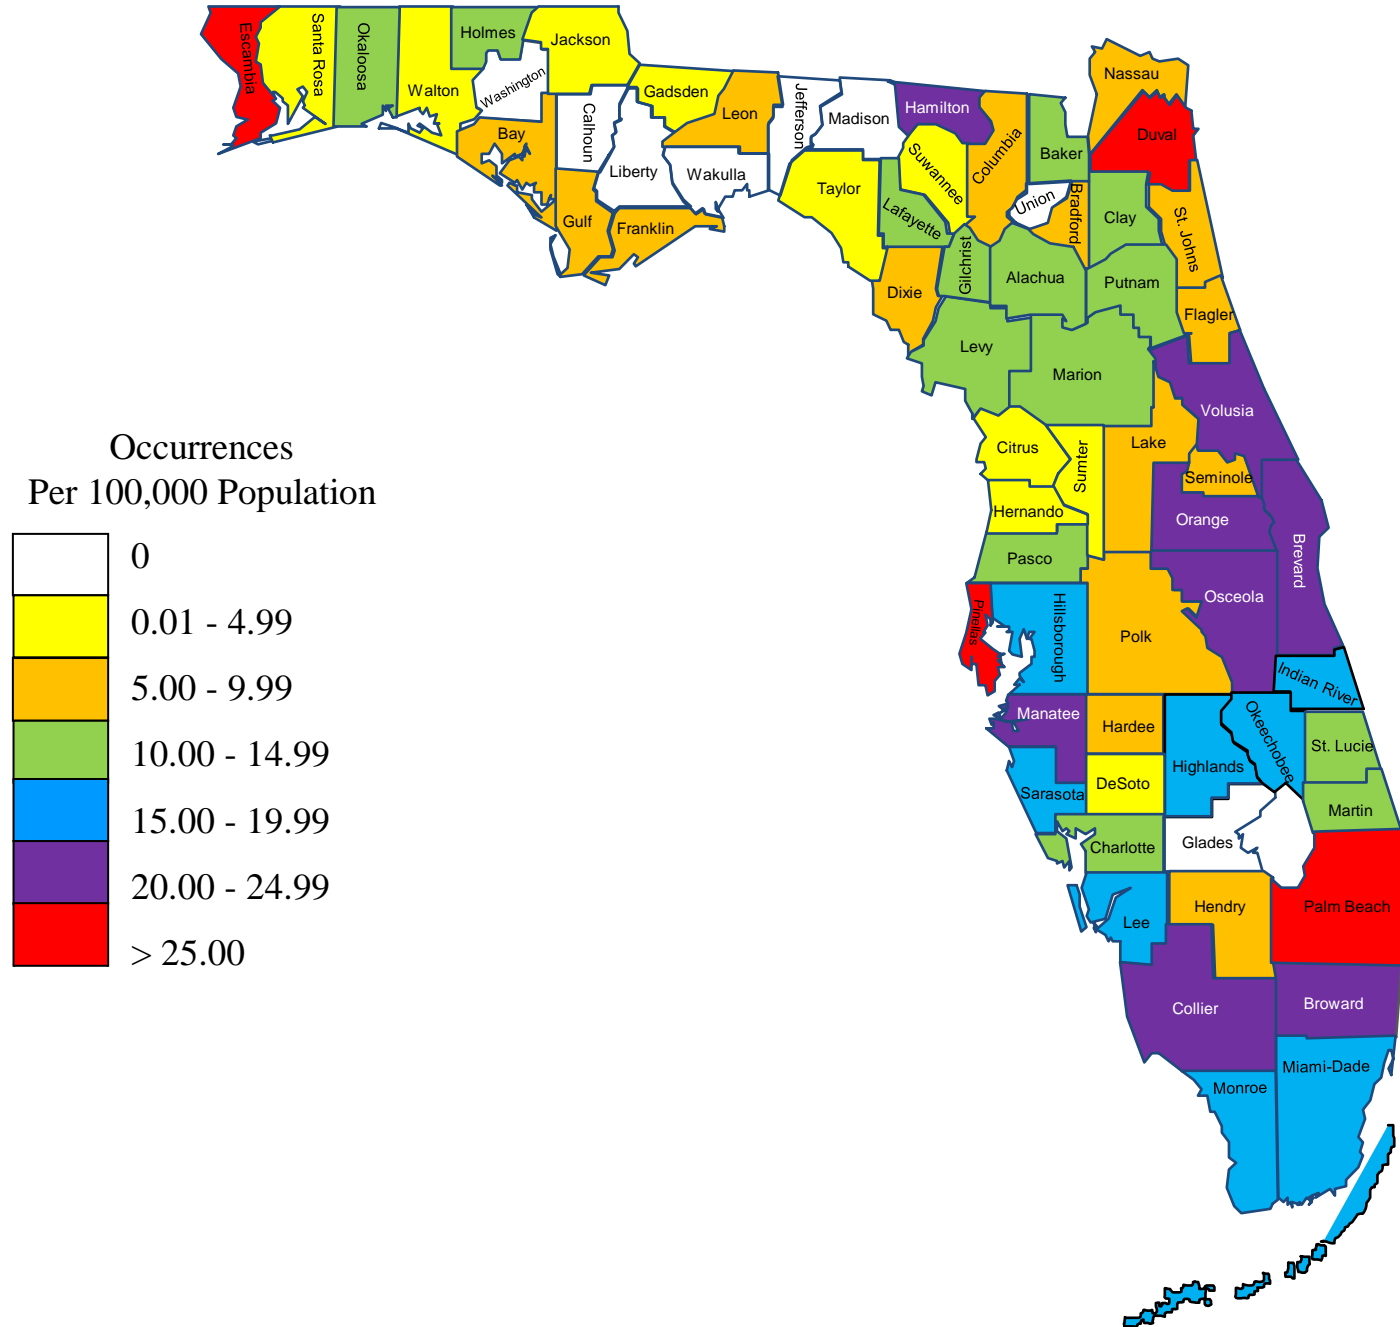 Escambia
Santa Rosa
Okaloosa
Walton
Holmes
Washington
Jackson
Bay
Calhoun
Gulf
Liberty
Franklin
Gadsden
Leon
Wakulla
Jefferson
Madison
Taylor
Hamilton
Suwannee
Lafayette
Dixie
Columbia
Gilchrist
Baker
Union
Bradford
Nassau
Duval
Clay
St. Johns
Alachua
Putnam
Flagler
Levy
Marion
Volusia
Citrus
Sumter
Lake
Seminole
Hernando
Orange
Brevard
Pasco
Pinellas
Hillsborough
Polk
Osceola
Indian River
Manatee
Hardee
Highlands
Okeechobee
St. Lucie
Sarasota
DeSoto
Martin
Charlotte
Glades
Lee
Hendry
Palm Beach
Collier
Broward
Monroe
Miami-Dade
Occurrences
Per 100,000 Population
0
0.01 - 4.99
5.00 - 9.99
10.00 - 14.99
15.00 - 19.99
20.00 - 24.99
> 25.00